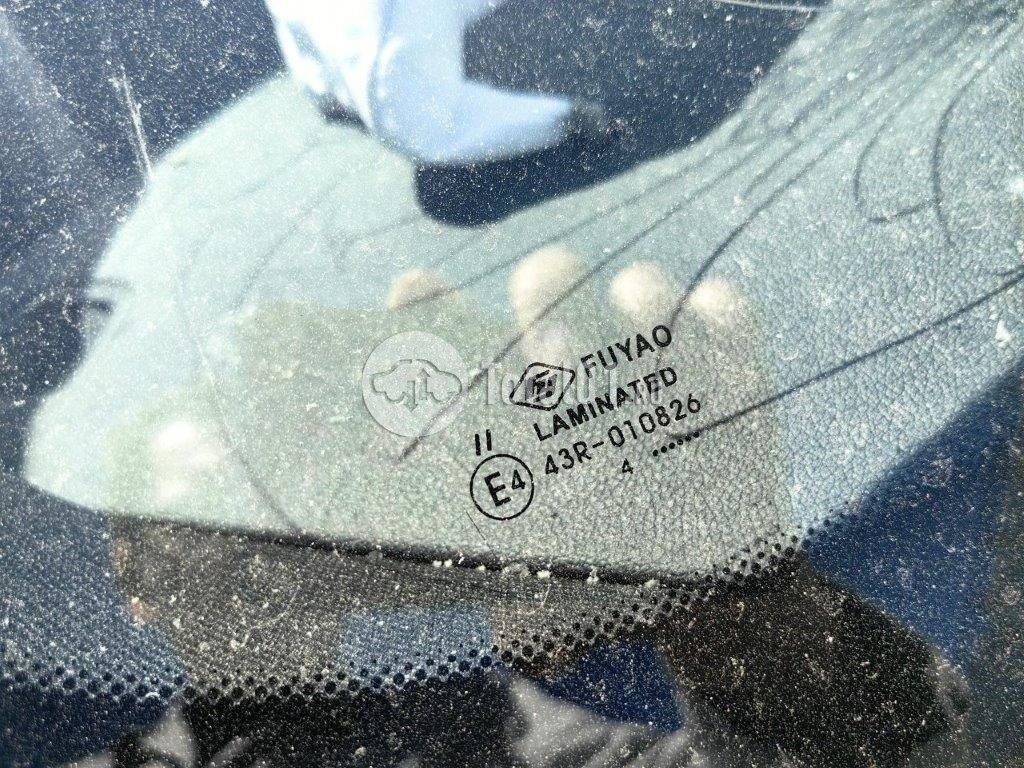 FUYAO
LAMINATED
II
E4
43R-010826
4 ......